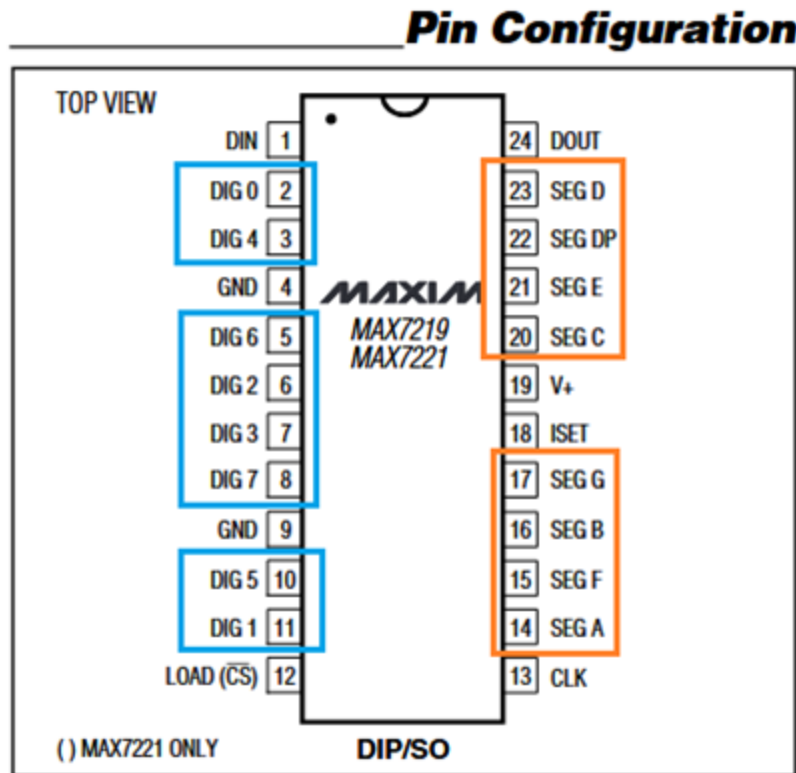 Pin Configuration
TOP VIEW
DIN 1
DIG 0 2
DIG 4 3
GND 4
DIG 6 5
DIG 2 6
DIG 3 7
DIG 7 8
GND 9
DIG 5 10
DIG 1 11
LOAD (C̅S̅) 12
MAXIM
MAX7219
MAX7221
24 DOUT
23 SEG D
22 SEG DP
21 SEG E
20 SEG C
19 V+
18 ISET
17 SEG G
16 SEG B
15 SEG F
14 SEG A
13 CLK
( ) MAX7221 ONLY
DIP/SO